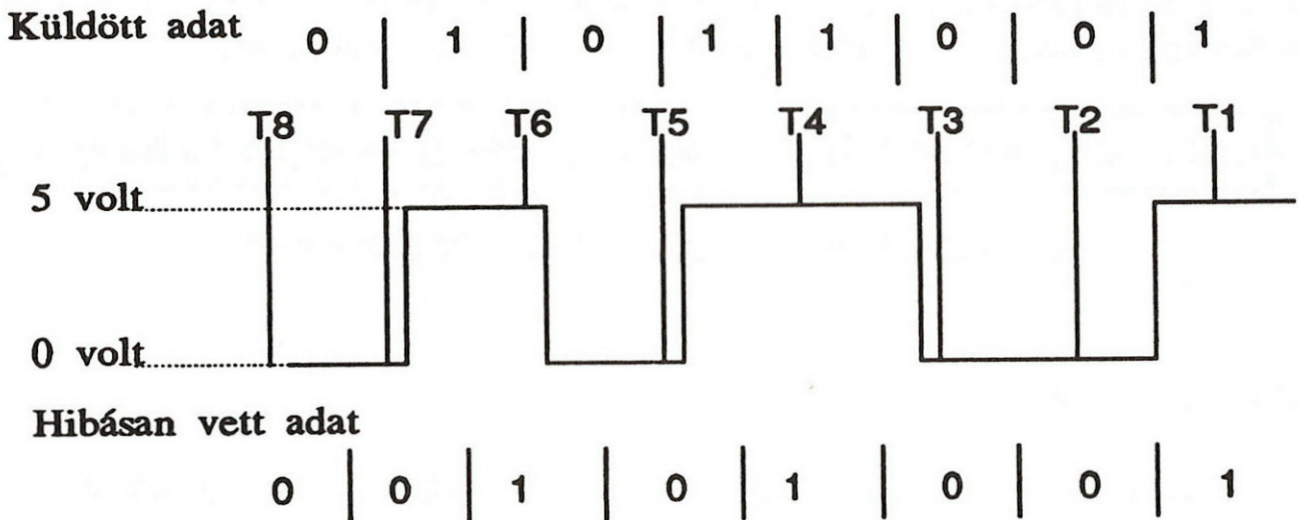 Küldött adat 0 | 1 | 0 | 1 | 1 | 0 | 0 | 1
T8 T7 T6 T5 T4 T3 T2 T1
5 volt
0 volt
Hibásan vett adat
0 | 0 | 1 | 0 | 1 | 0 | 0 | 1